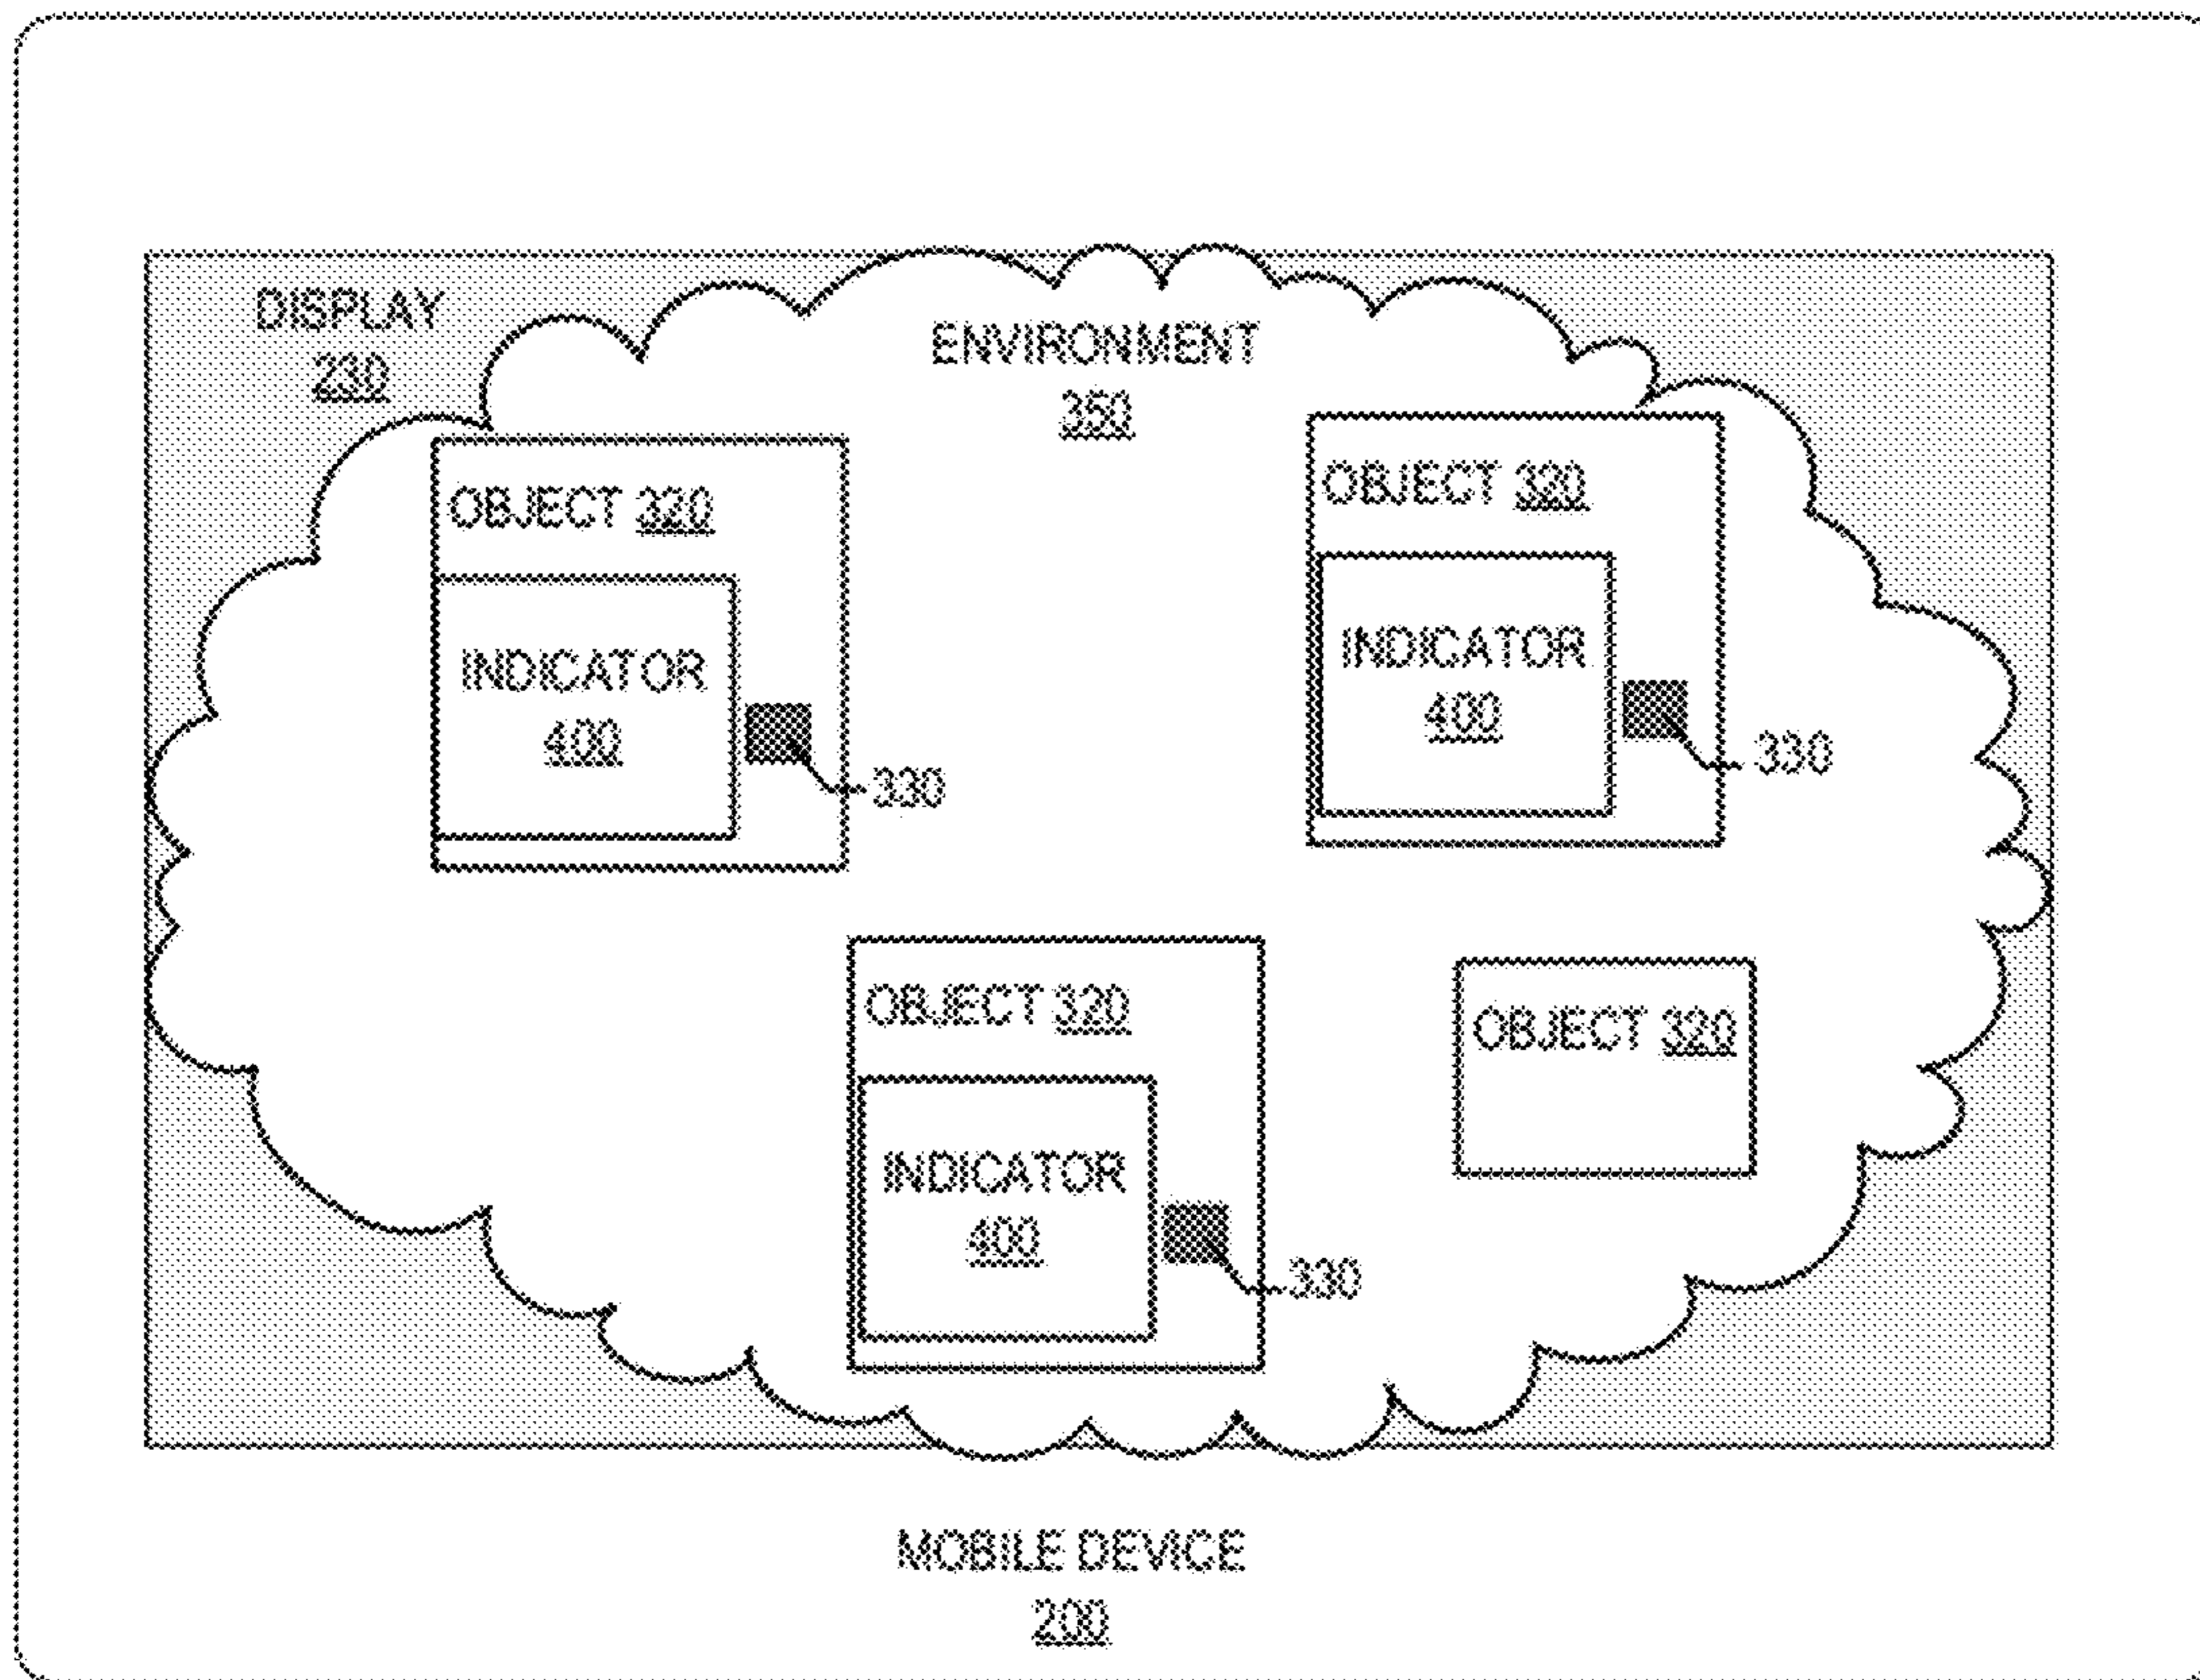 DISPLAY
230
ENVIRONMENT
350
OBJECT 320
INDICATOR
400
330
OBJECT 320
INDICATOR
400
330
OBJECT 320
INDICATOR
400
330
OBJECT 320
MOBILE DEVICE
200